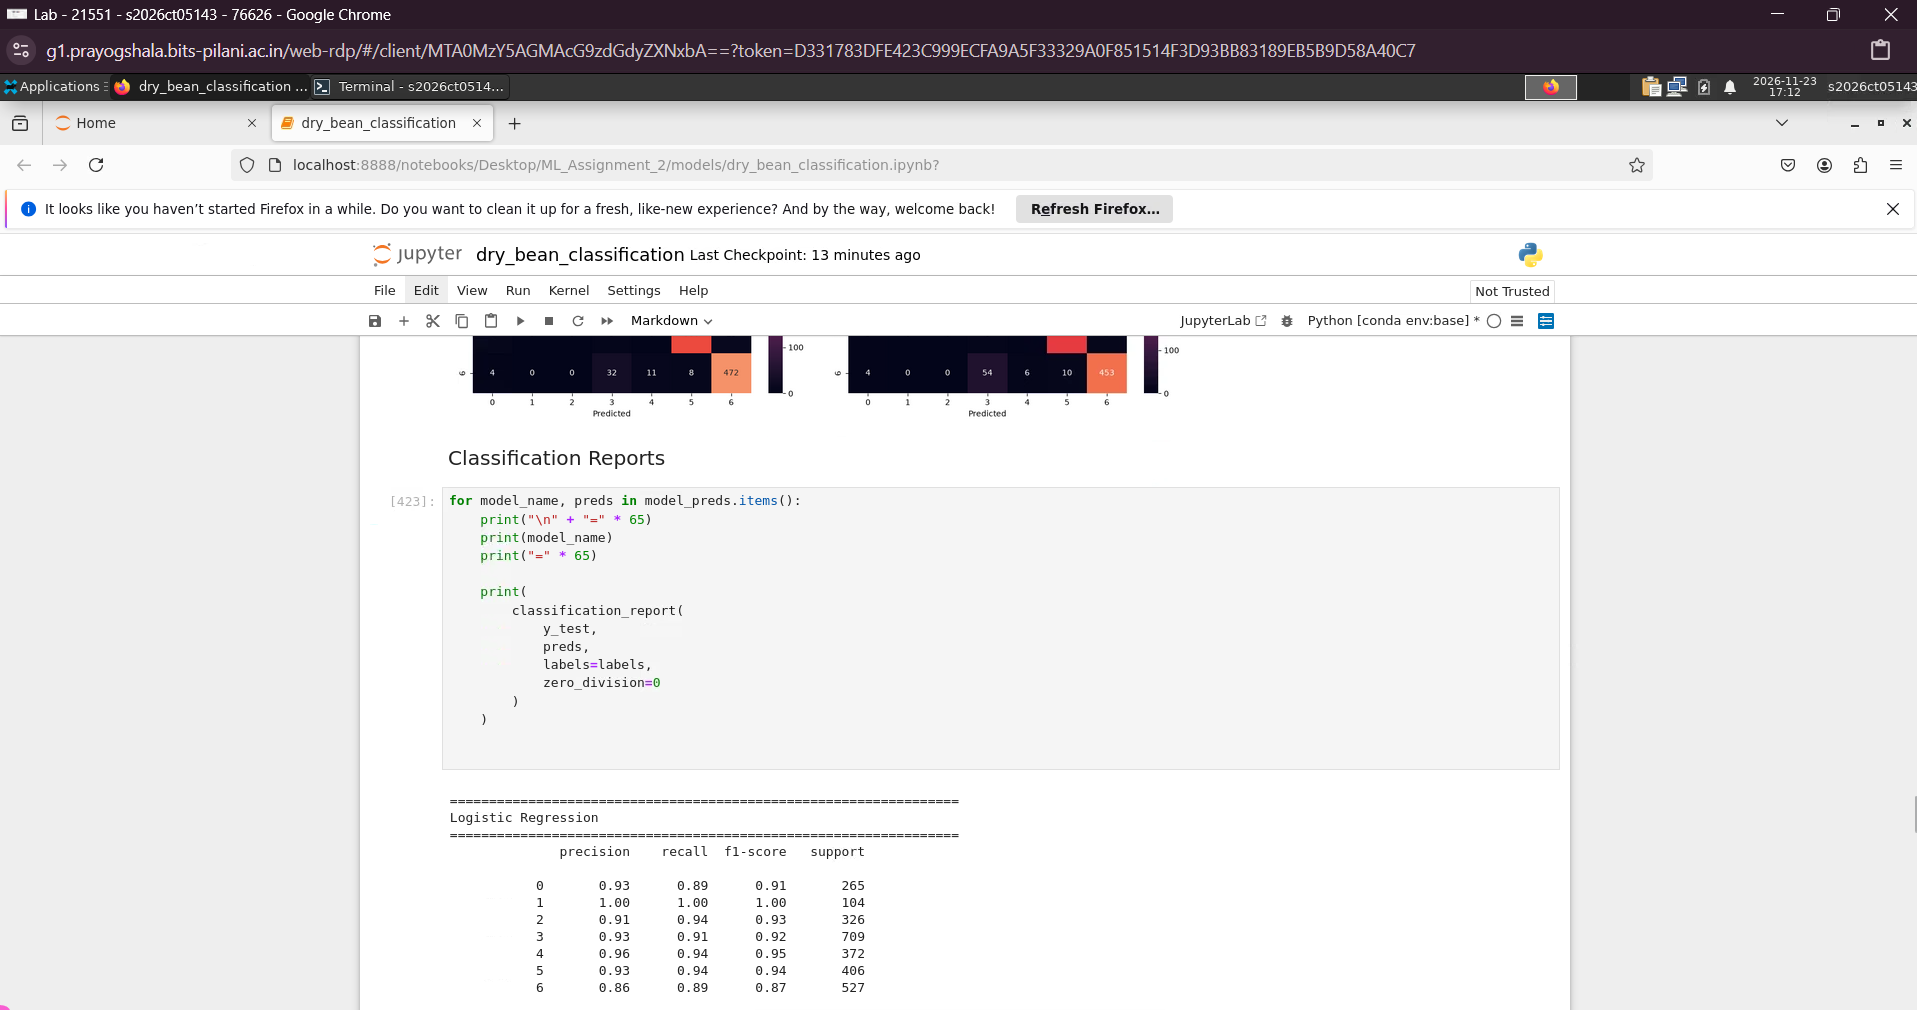 Lab - 21551 - s2026ct05143 - 76626 - Google Chrome
g1.prayogshala.bits-pilani.ac.in/web-rdp/#/client/MTA0MzY5AGMAcG9zdGdyZXNxbA==?token=D331783DFE423C999ECFA9A5F33329A0F851514F3D93BB83189EB5B9D58A40C7
Applications dry_bean_classification ... Terminal - s2026ct0514... 2026-11-23 s2026ct05143
17:12
Home dry_bean_classification
localhost:8888/notebooks/Desktop/ML_Assignment_2/models/dry_bean_classification.ipynb?
It looks like you haven’t started Firefox in a while. Do you want to clean it up for a fresh, like-new experience? And by the way, welcome back! Refresh Firefox...
jupyter dry_bean_classification Last Checkpoint: 13 minutes ago
File Edit View Run Kernel Settings Help Not Trusted
Markdown JupyterLab Python [conda env:base] *
100 100
6 4 0 0 32 11 8 472 0 6 4 0 0 54 6 10 453 0
0 1 2 3 4 5 6 0 1 2 3 4 5 6
Predicted Predicted
Classification Reports
[423]: for model_name, preds in model_preds.items():
print("\n" + "=" * 65)
print(model_name)
print("=" * 65)
print(
classification_report(
y_test,
preds,
labels=labels,
zero_division=0
)
)
=================================================================
Logistic Regression
=================================================================
precision recall f1-score support
0 0.93 0.89 0.91 265
1 1.00 1.00 1.00 104
2 0.91 0.94 0.93 326
3 0.93 0.91 0.92 709
4 0.96 0.94 0.95 372
5 0.93 0.94 0.94 406
6 0.86 0.89 0.87 527